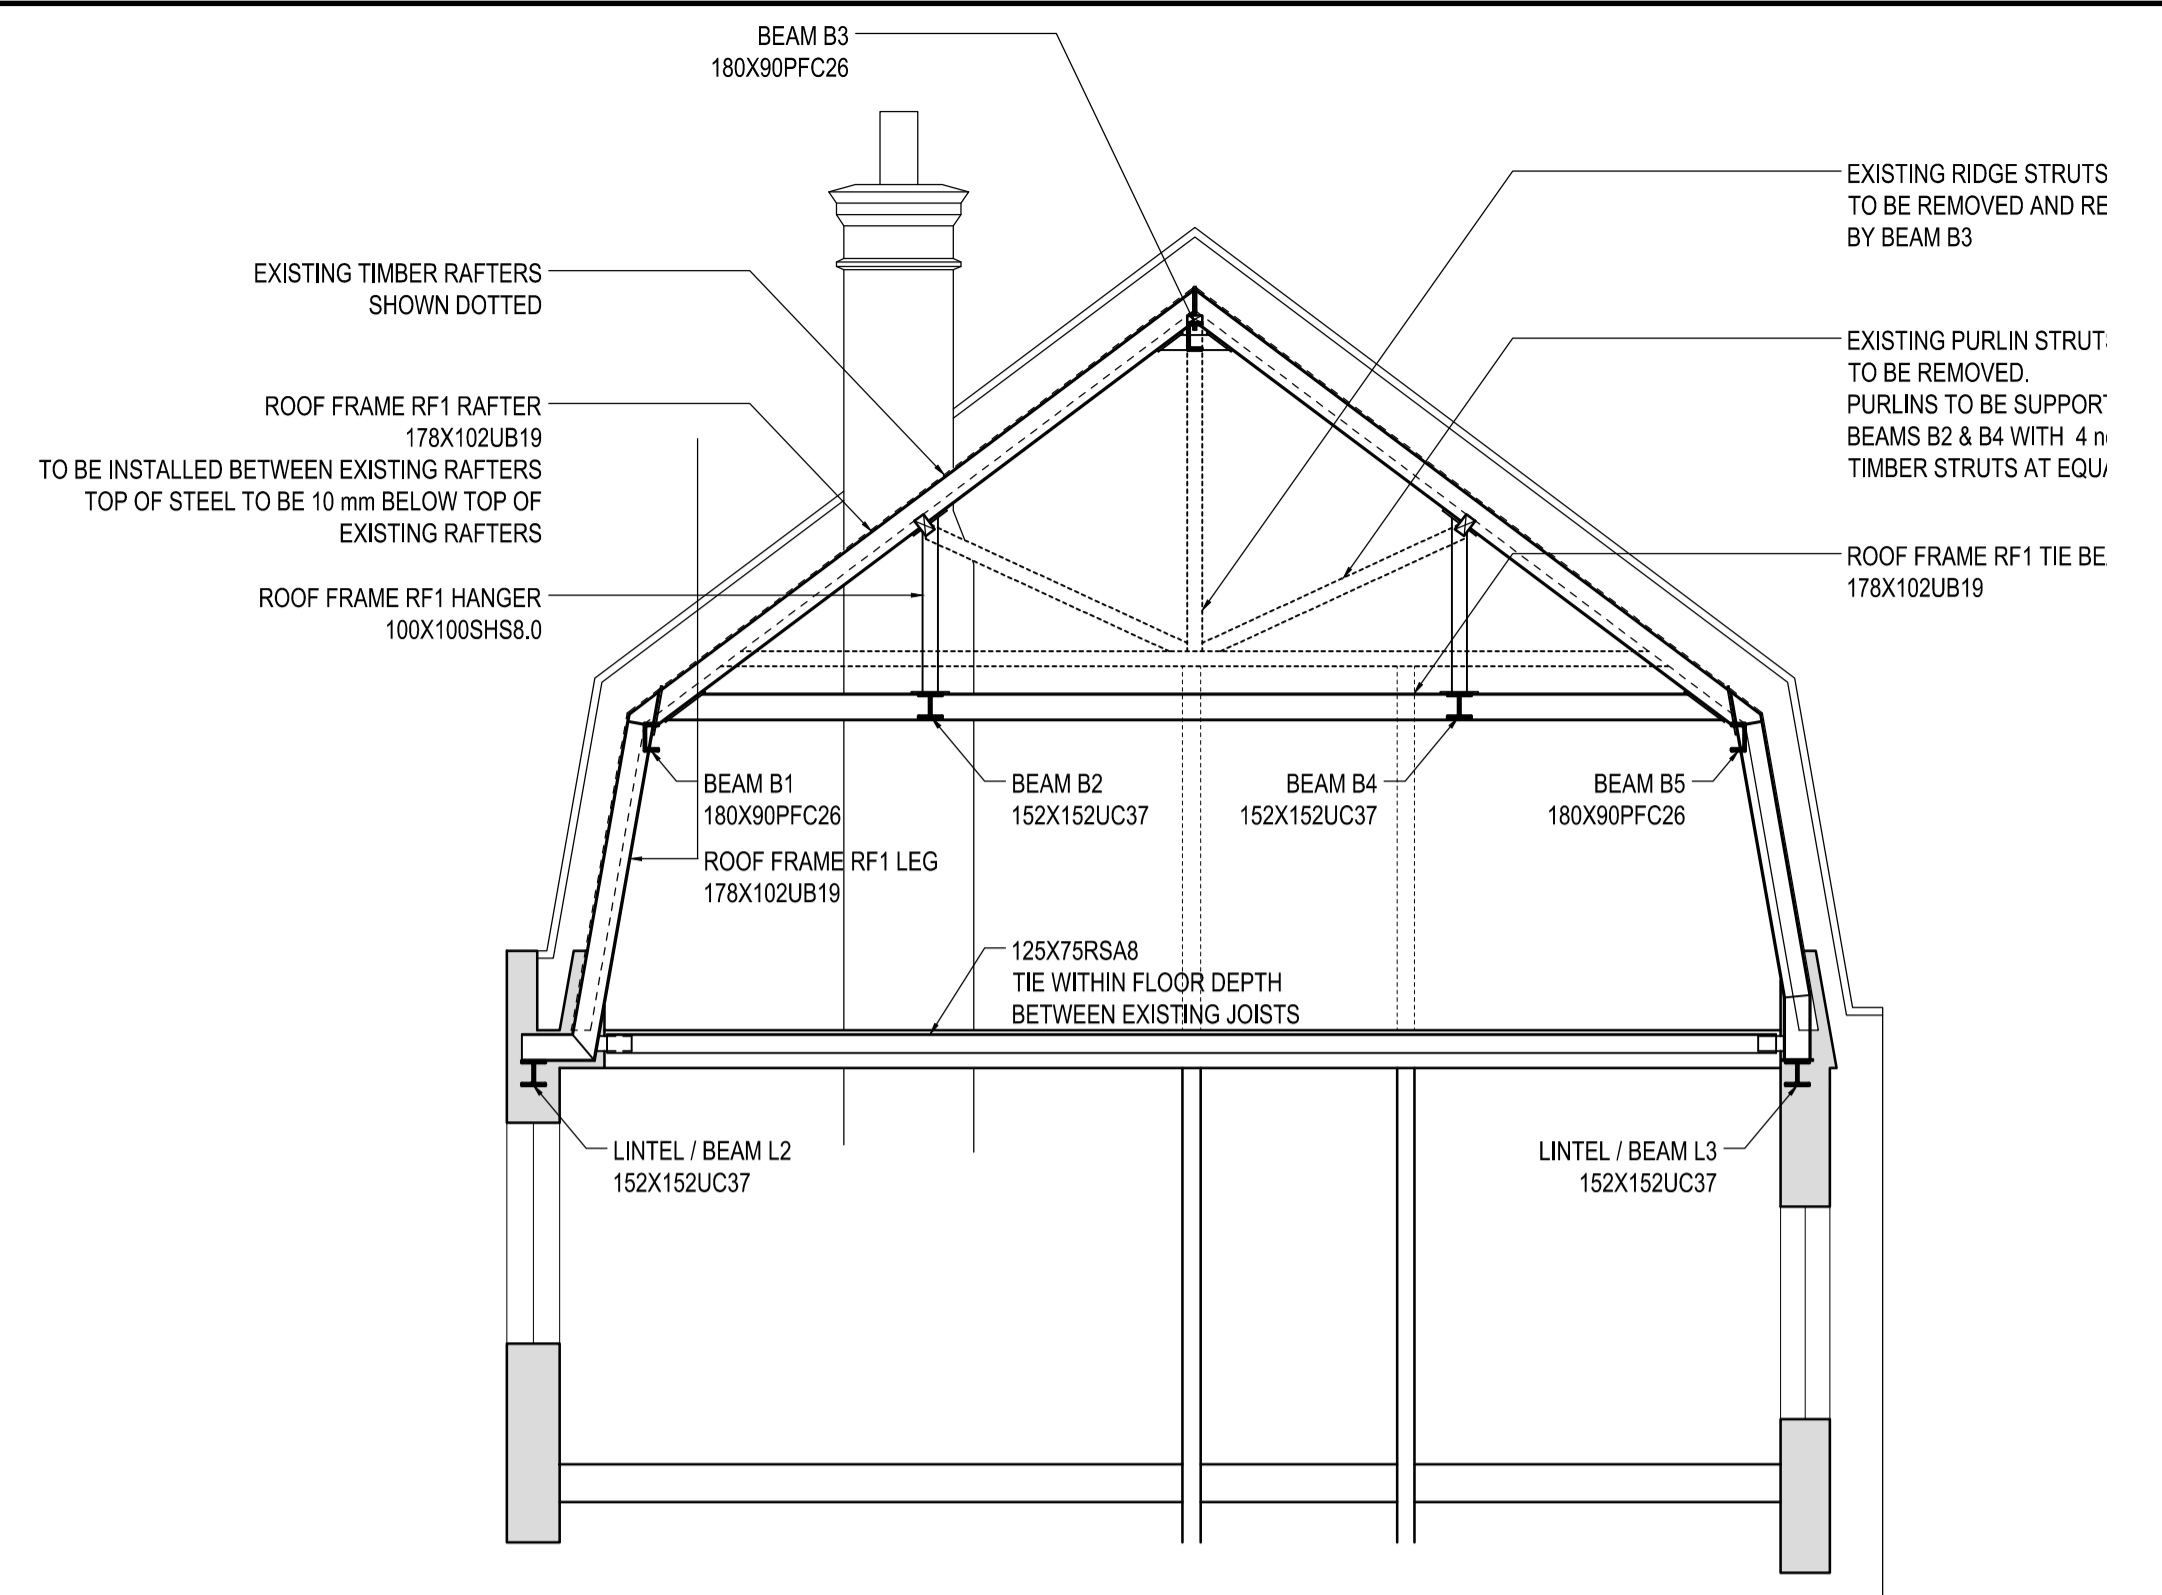 BEAM B3
180X90PFC26
EXISTING RIDGE STRUTS
TO BE REMOVED AND
BY BEAM B3
EXISTING TIMBER RAFTERS
SHOWN DOTTED
EXISTING PURLIN
TO BE REMOVED.
PURLINS TO BE
BEAMS B2 & B4 WITH 4
TIMBER STRUTS AT
ROOF FRAME RF1 RAFTER
178X102UB19
TO BE INSTALLED BETWEEN EXISTING RAFTERS
TOP OF STEEL TO BE 10 mm BELOW TOP OF
EXISTING RAFTERS
ROOF FRAME RF1 TIE
178X102UB19
ROOF FRAME RF1 HANGER
100X100SHS8.0
BEAM B1
180X90PFC26
BEAM B2
152X152UC37
BEAM B4
152X152UC37
BEAM B5
180X90PFC26
ROOF FRAME RF1 LEG
178X102UB19
125X75RSA8
TIE WITHIN FLOOR DEPTH
BETWEEN EXISTING JOISTS
LINTEL / BEAM L2
152X152UC37
LINTEL / BEAM L3
152X152UC37